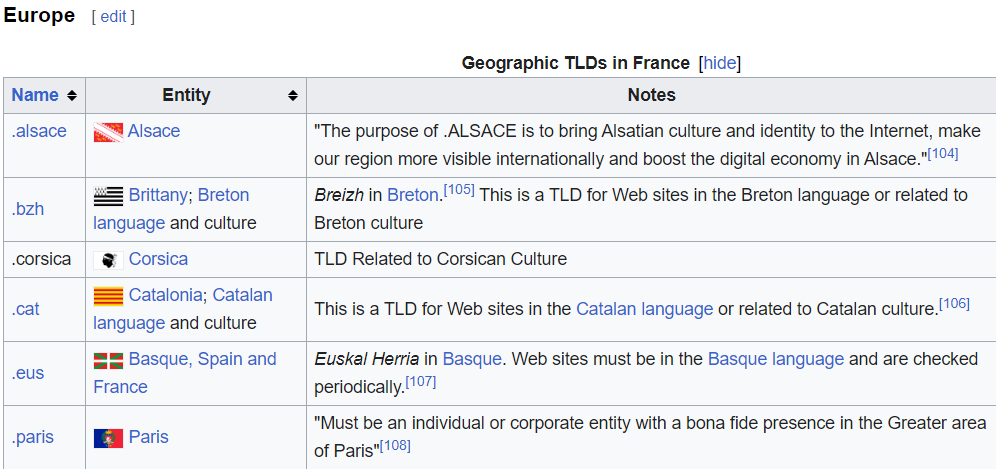 Europe [ edit ]
Geographic TLDs in France [hide]
Name Entity Notes
.alsace Alsace "The purpose of .ALSACE is to bring Alsatian culture and identity to the Internet, make
our region more visible internationally and boost the digital economy in Alsace."[104]
.bzh Brittany; Breton
language and culture
Breizh in Breton.[105] This is a TLD for Web sites in the Breton language or related to
Breton culture
.corsica Corsica TLD Related to Corsican Culture
.cat Catalonia; Catalan
language and culture
This is a TLD for Web sites in the Catalan language or related to Catalan culture.[106]
.eus Basque, Spain and
France
Euskal Herria in Basque. Web sites must be in the Basque language and are checked
periodically.[107]
.paris Paris "Must be an individual or corporate entity with a bona fide presence in the Greater area
of Paris"[108]